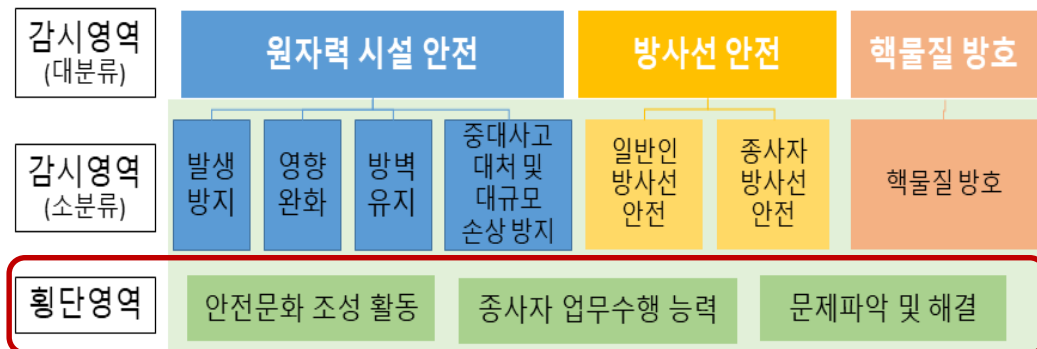 감시영역
(대분류)
원자력 시설 안전
방사선 안전
핵물질 방호
감시영역
(소분류)
발생
방지
영향
완화
방벽
유지
중대사고
대처 및
대규모
손상 방지
일반인
방사선
안전
종사자
방사선
안전
핵물질 방호
횡단영역
안전문화 조성 활동
종사자 업무수행 능력
문제파악 및 해결